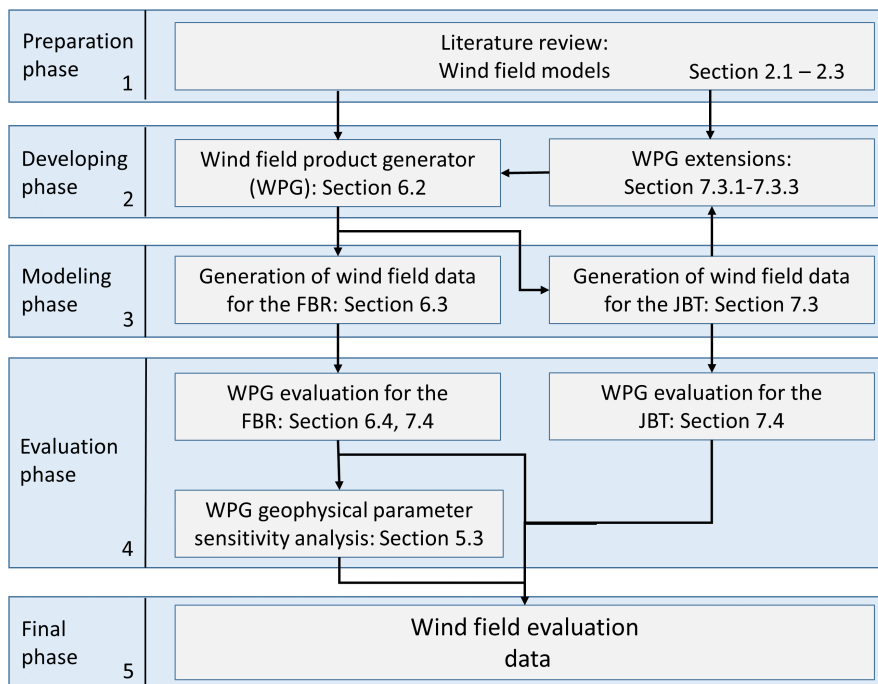 Preparation
phase
1
Literature review:
Wind field models
Section 2.1 – 2.3
Developing
phase
2
Wind field product generator
(WPG): Section 6.2
WPG extensions:
Section 7.3.1-7.3.3
Modeling
phase
3
Generation of wind field data
for the FBR: Section 6.3
Generation of wind field data
for the JBT: Section 7.3
Evaluation
phase
4
WPG evaluation for the
FBR: Section 6.4, 7.4
WPG evaluation for the
JBT: Section 7.4
WPG geophysical parameter
sensitivity analysis: Section 5.3
Final
phase
5
Wind field evaluation
data